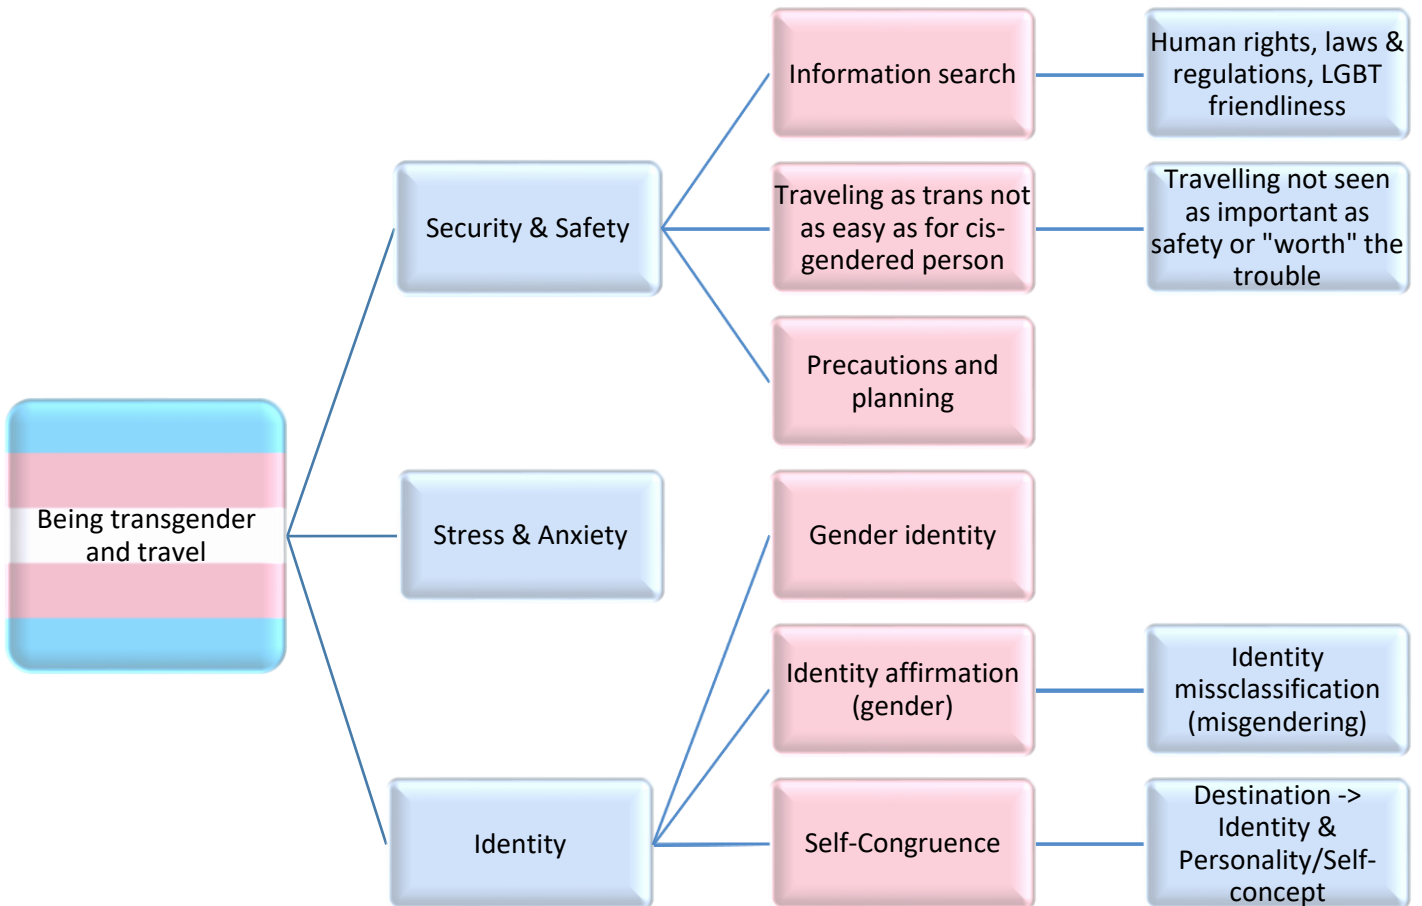 Being transgender
and travel
Security & Safety
Information search
Human rights, laws &
regulations, LGBT
friendliness
Traveling as trans not
as easy as for cis-
gendered person
Travelling not seen
as important as
safety or "worth" the
trouble
Precautions and
planning
Stress & Anxiety
Identity
Gender identity
Identity affirmation
(gender)
Identity
missclassification
(misgendering)
Self-Congruence
Destination ->
Identity &
Personality/Self-
concept